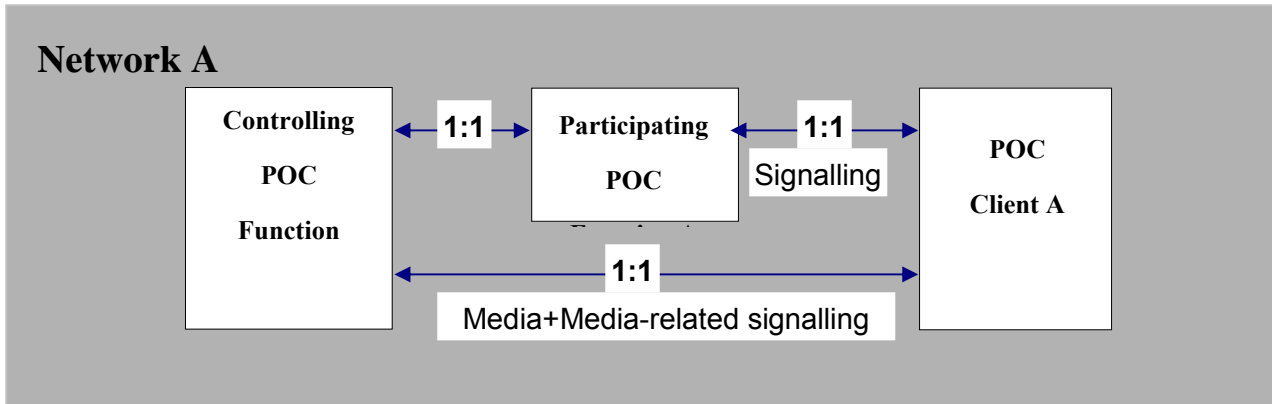 Network A
Controlling
POC
Function
1:1
Participating
POC
1:1
Signalling
POC
Client A
1:1
Media+Media-related signalling